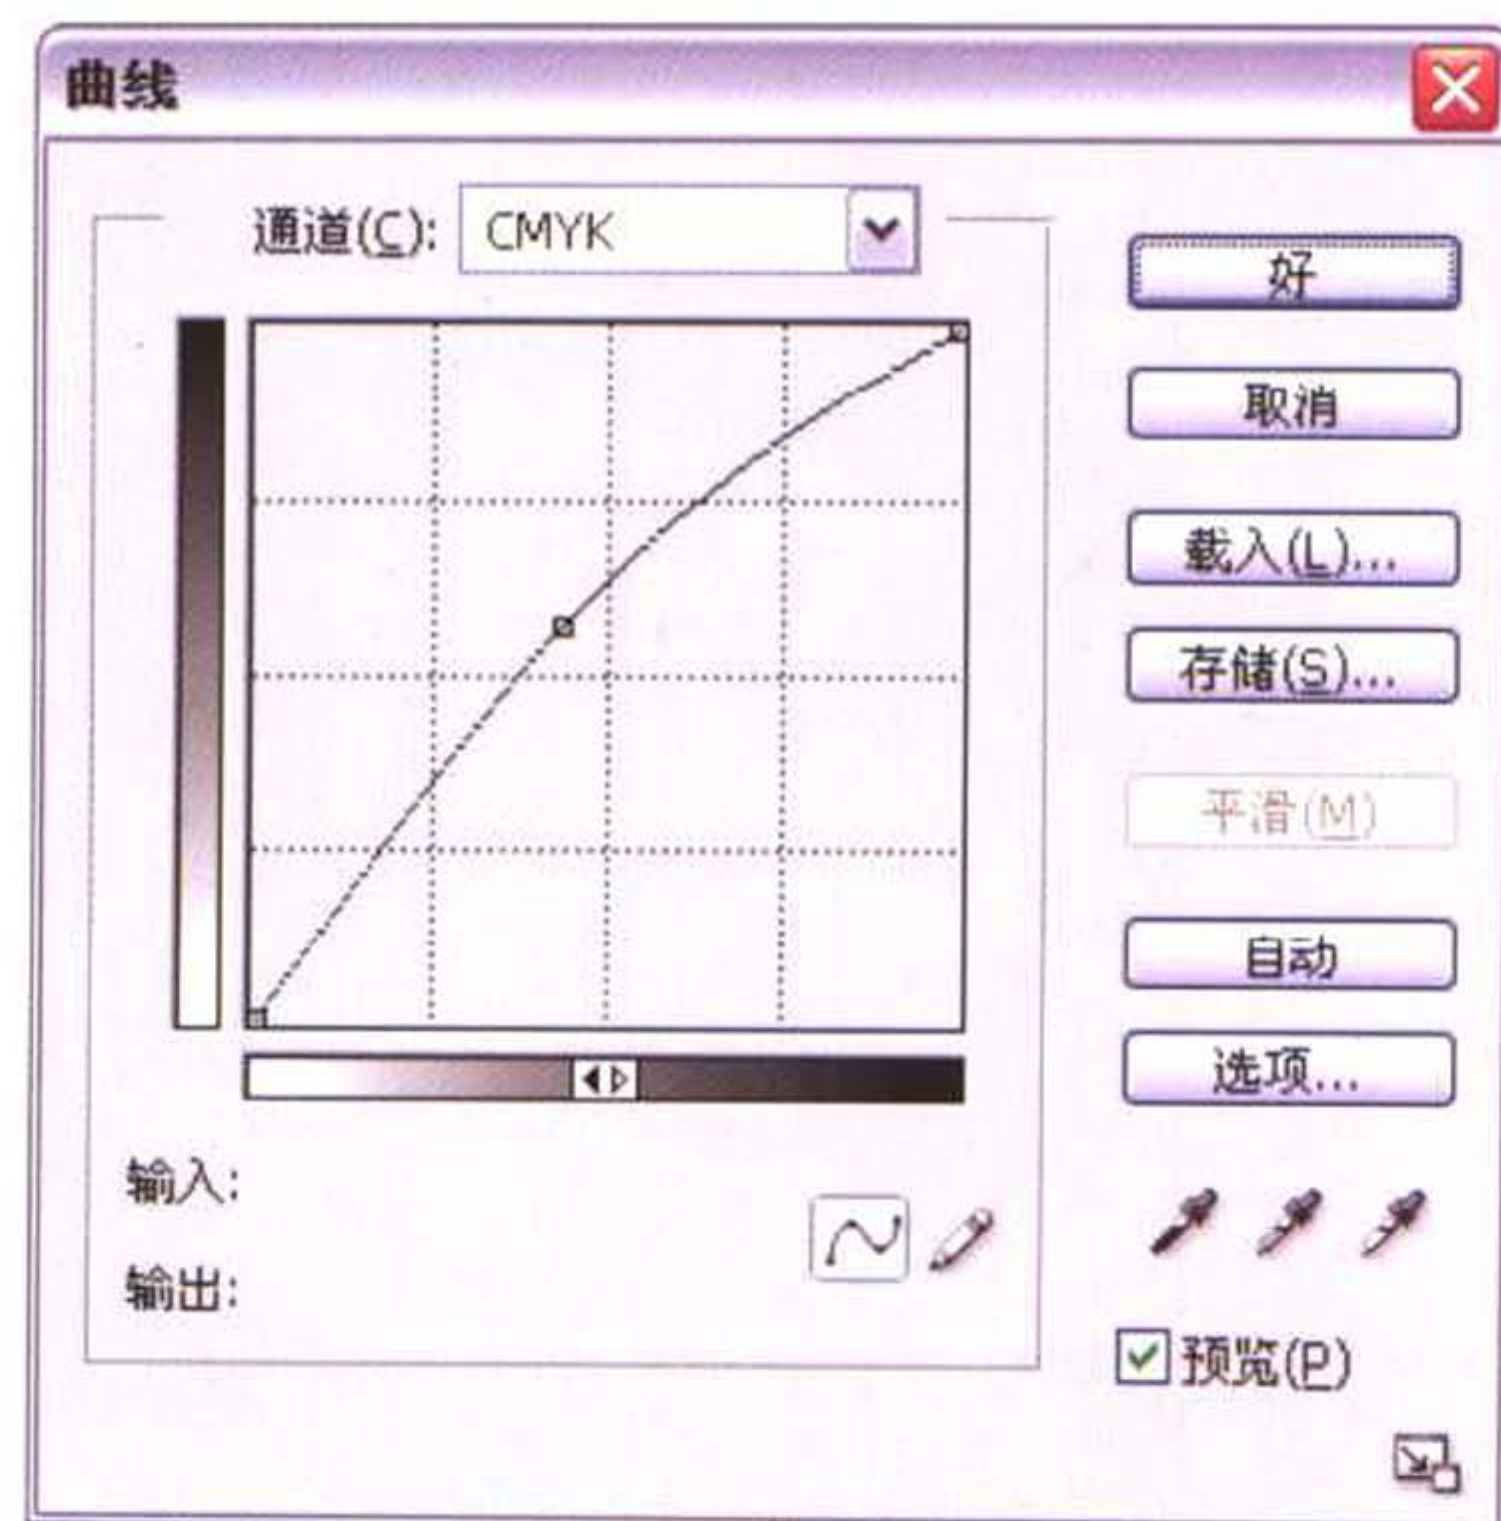 曲线
通道(C): CMYK
好
取消
载入(L)...
存储(S)...
平滑(M)
自动
选项...
输入:
输出:
预览(P)